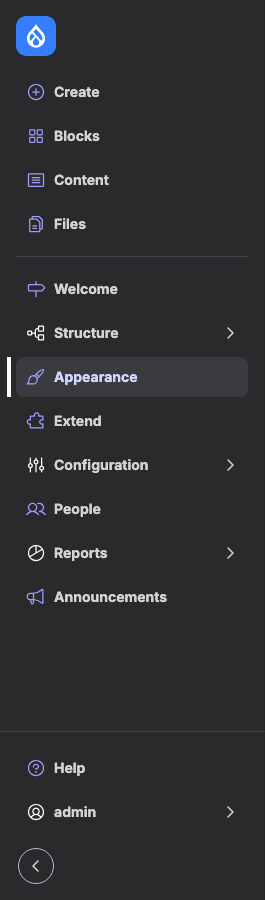 Create
Blocks
Content
Files
Welcome
Structure
Appearance
Extend
Configuration
People
Reports
Announcements
Help
admin